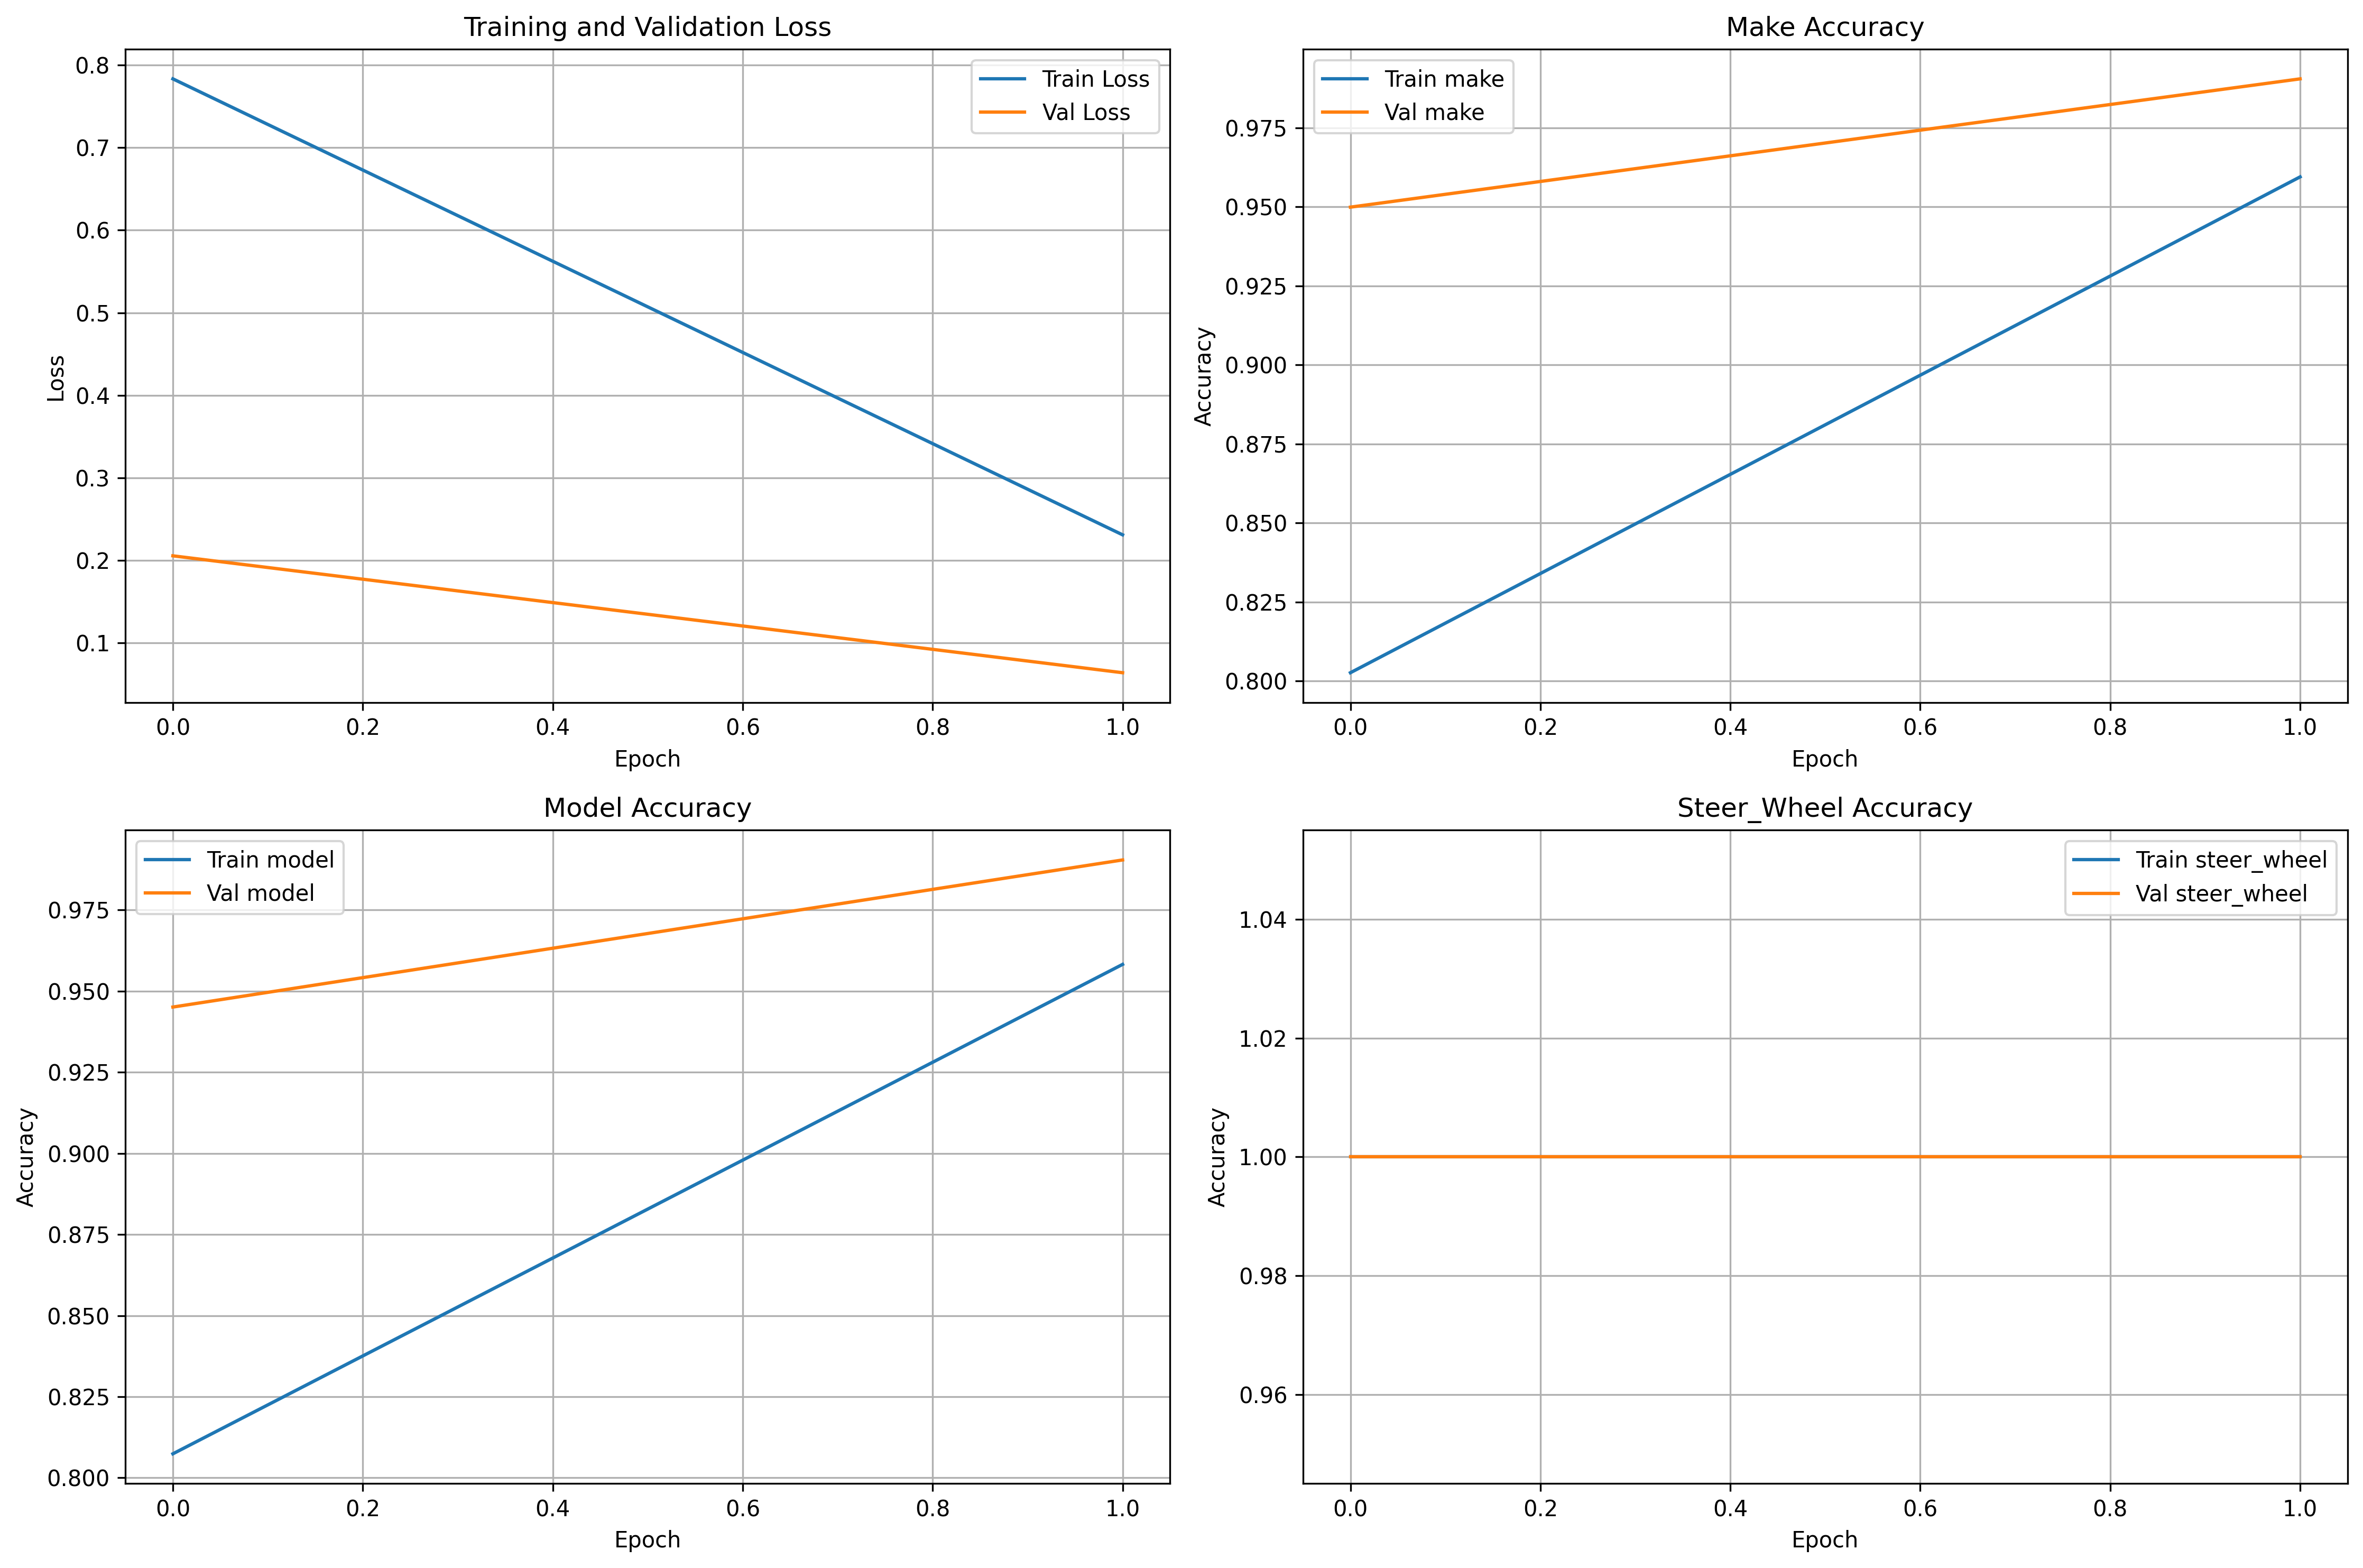 Training and Validation Loss
Train Loss
Val Loss
0.8
0.7
0.6
0.5
0.4
0.3
0.2
0.1
Loss
0.0 0.2 0.4 0.6 0.8 1.0
Epoch
Make Accuracy
Train make
Val make
0.975
0.950
0.925
0.900
0.875
0.850
0.825
0.800
Accuracy
0.0 0.2 0.4 0.6 0.8 1.0
Epoch
Model Accuracy
Train model
Val model
0.975
0.950
0.925
0.900
0.875
0.850
0.825
0.800
Accuracy
0.0 0.2 0.4 0.6 0.8 1.0
Epoch
Steer_Wheel Accuracy
Train steer_wheel
Val steer_wheel
1.04
1.02
1.00
0.98
0.96
Accuracy
0.0 0.2 0.4 0.6 0.8 1.0
Epoch